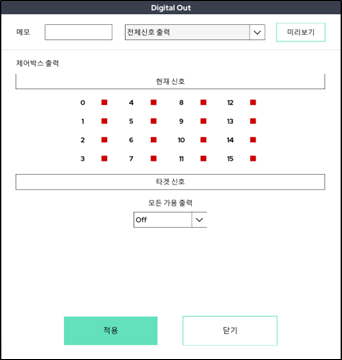 Digital Out
메모 전체신호 출력 미리보기
제어박스 출력
현재 신호
0 4 8 12
1 5 9 13
2 6 10 14
3 7 11 15
타겟 신호
모든 가용 출력
Off
적용 닫기